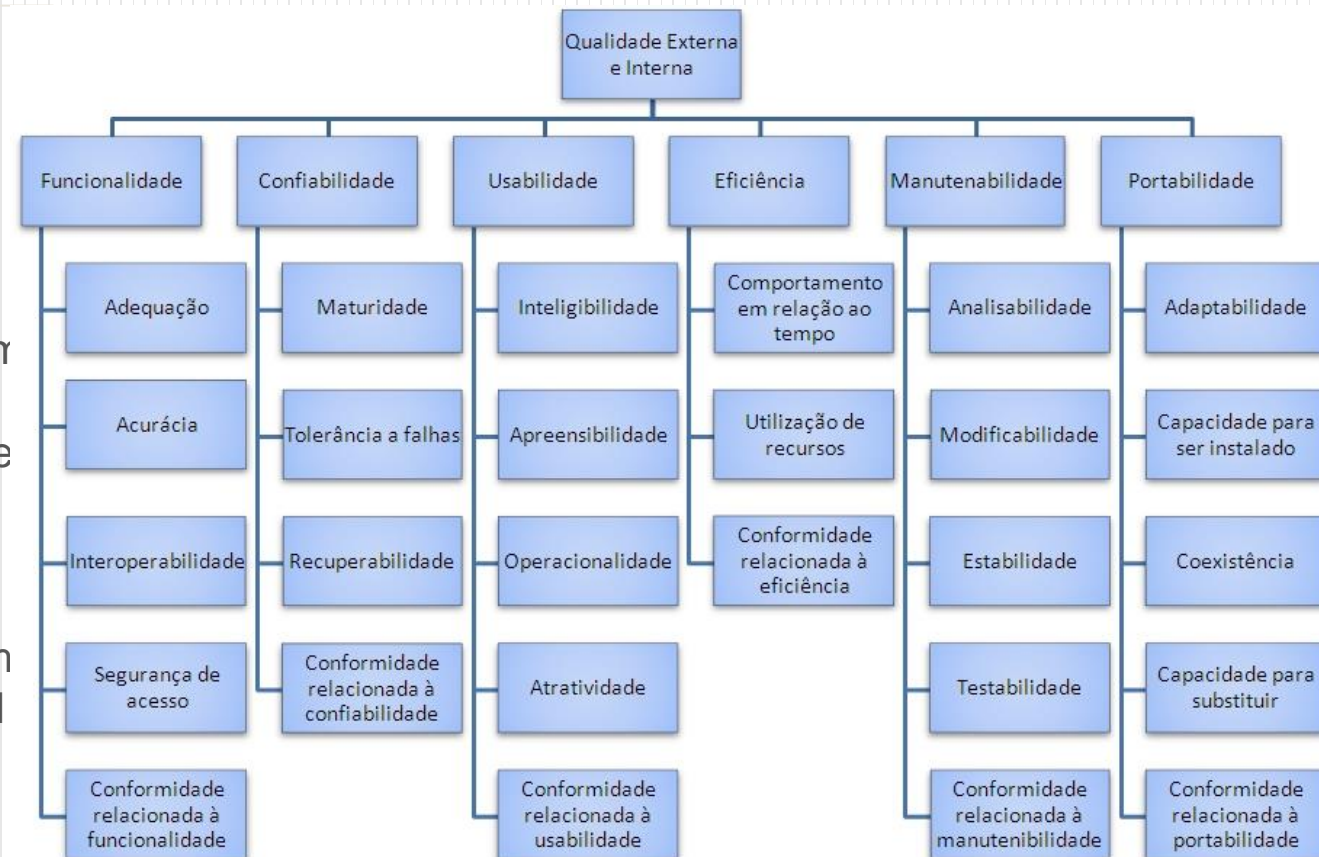 Qualidade Externa
e Interna
Funcionalidade
Confiabilidade
Usabilidade
Eficiência
Manutenabilidade
Portabilidade
Adequação
Acurácia
Interoperabilidade
Segurança de
acesso
Conformidade
relacionada à
funcionalidade
Maturidade
Tolerância a falhas
Recuperabilidade
Conformidade
relacionada à
confiabilidade
Inteligibilidade
Apreensibilidade
Operacionalidade
Atratividade
Conformidade
relacionada à
usabilidade
Comportamento
em relação ao
tempo
Utilização de
recursos
Conformidade
relacionada à
eficiência
Analisabilidade
Modificabilidade
Estabilidade
Testabilidade
Conformidade
relacionada à
manutenibilidade
Adaptabilidade
Capacidade para
ser instalado
Coexistência
Capacidade para
substituir
Conformidade
relacionada à
portabilidade